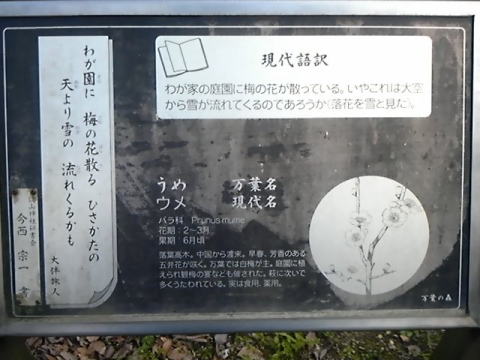 わが園に 梅の花散る ひさかたの
天より雪の 流れくるかも
大伴旅人
今西 宗一
現代語訳
わが家の庭園に梅の花が散っている。いやこれは大空
から雪が流れてくるのであろうか(落花を雪と見た)。
うめ 万葉名
ウメ 現代名
バラ科 Prunus mume
花期:2〜3月
果期:6月頃
落葉高木。中国から渡来。早春、芳香のある
五弁花が咲く。万葉では白梅が主。庭園に植
えられ観梅の宴なども催された。萩に次いで
多くうたわれている。実は食用、薬用。
万葉の森